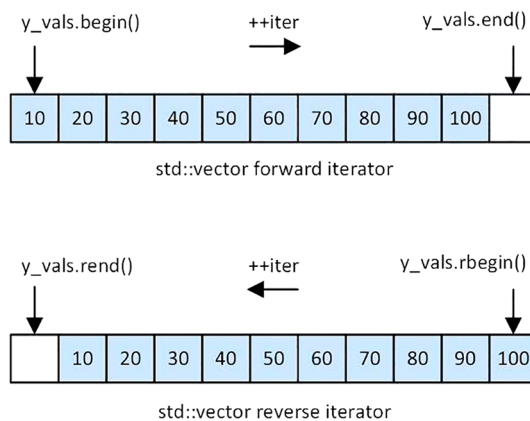 y_vals.begin() ++iter y_vals.end()
10 20 30 40 50 60 70 80 90 100
std::vector forward iterator
y_vals.rend() ++iter y_vals.rbegin()
10 20 30 40 50 60 70 80 90 100
std::vector reverse iterator